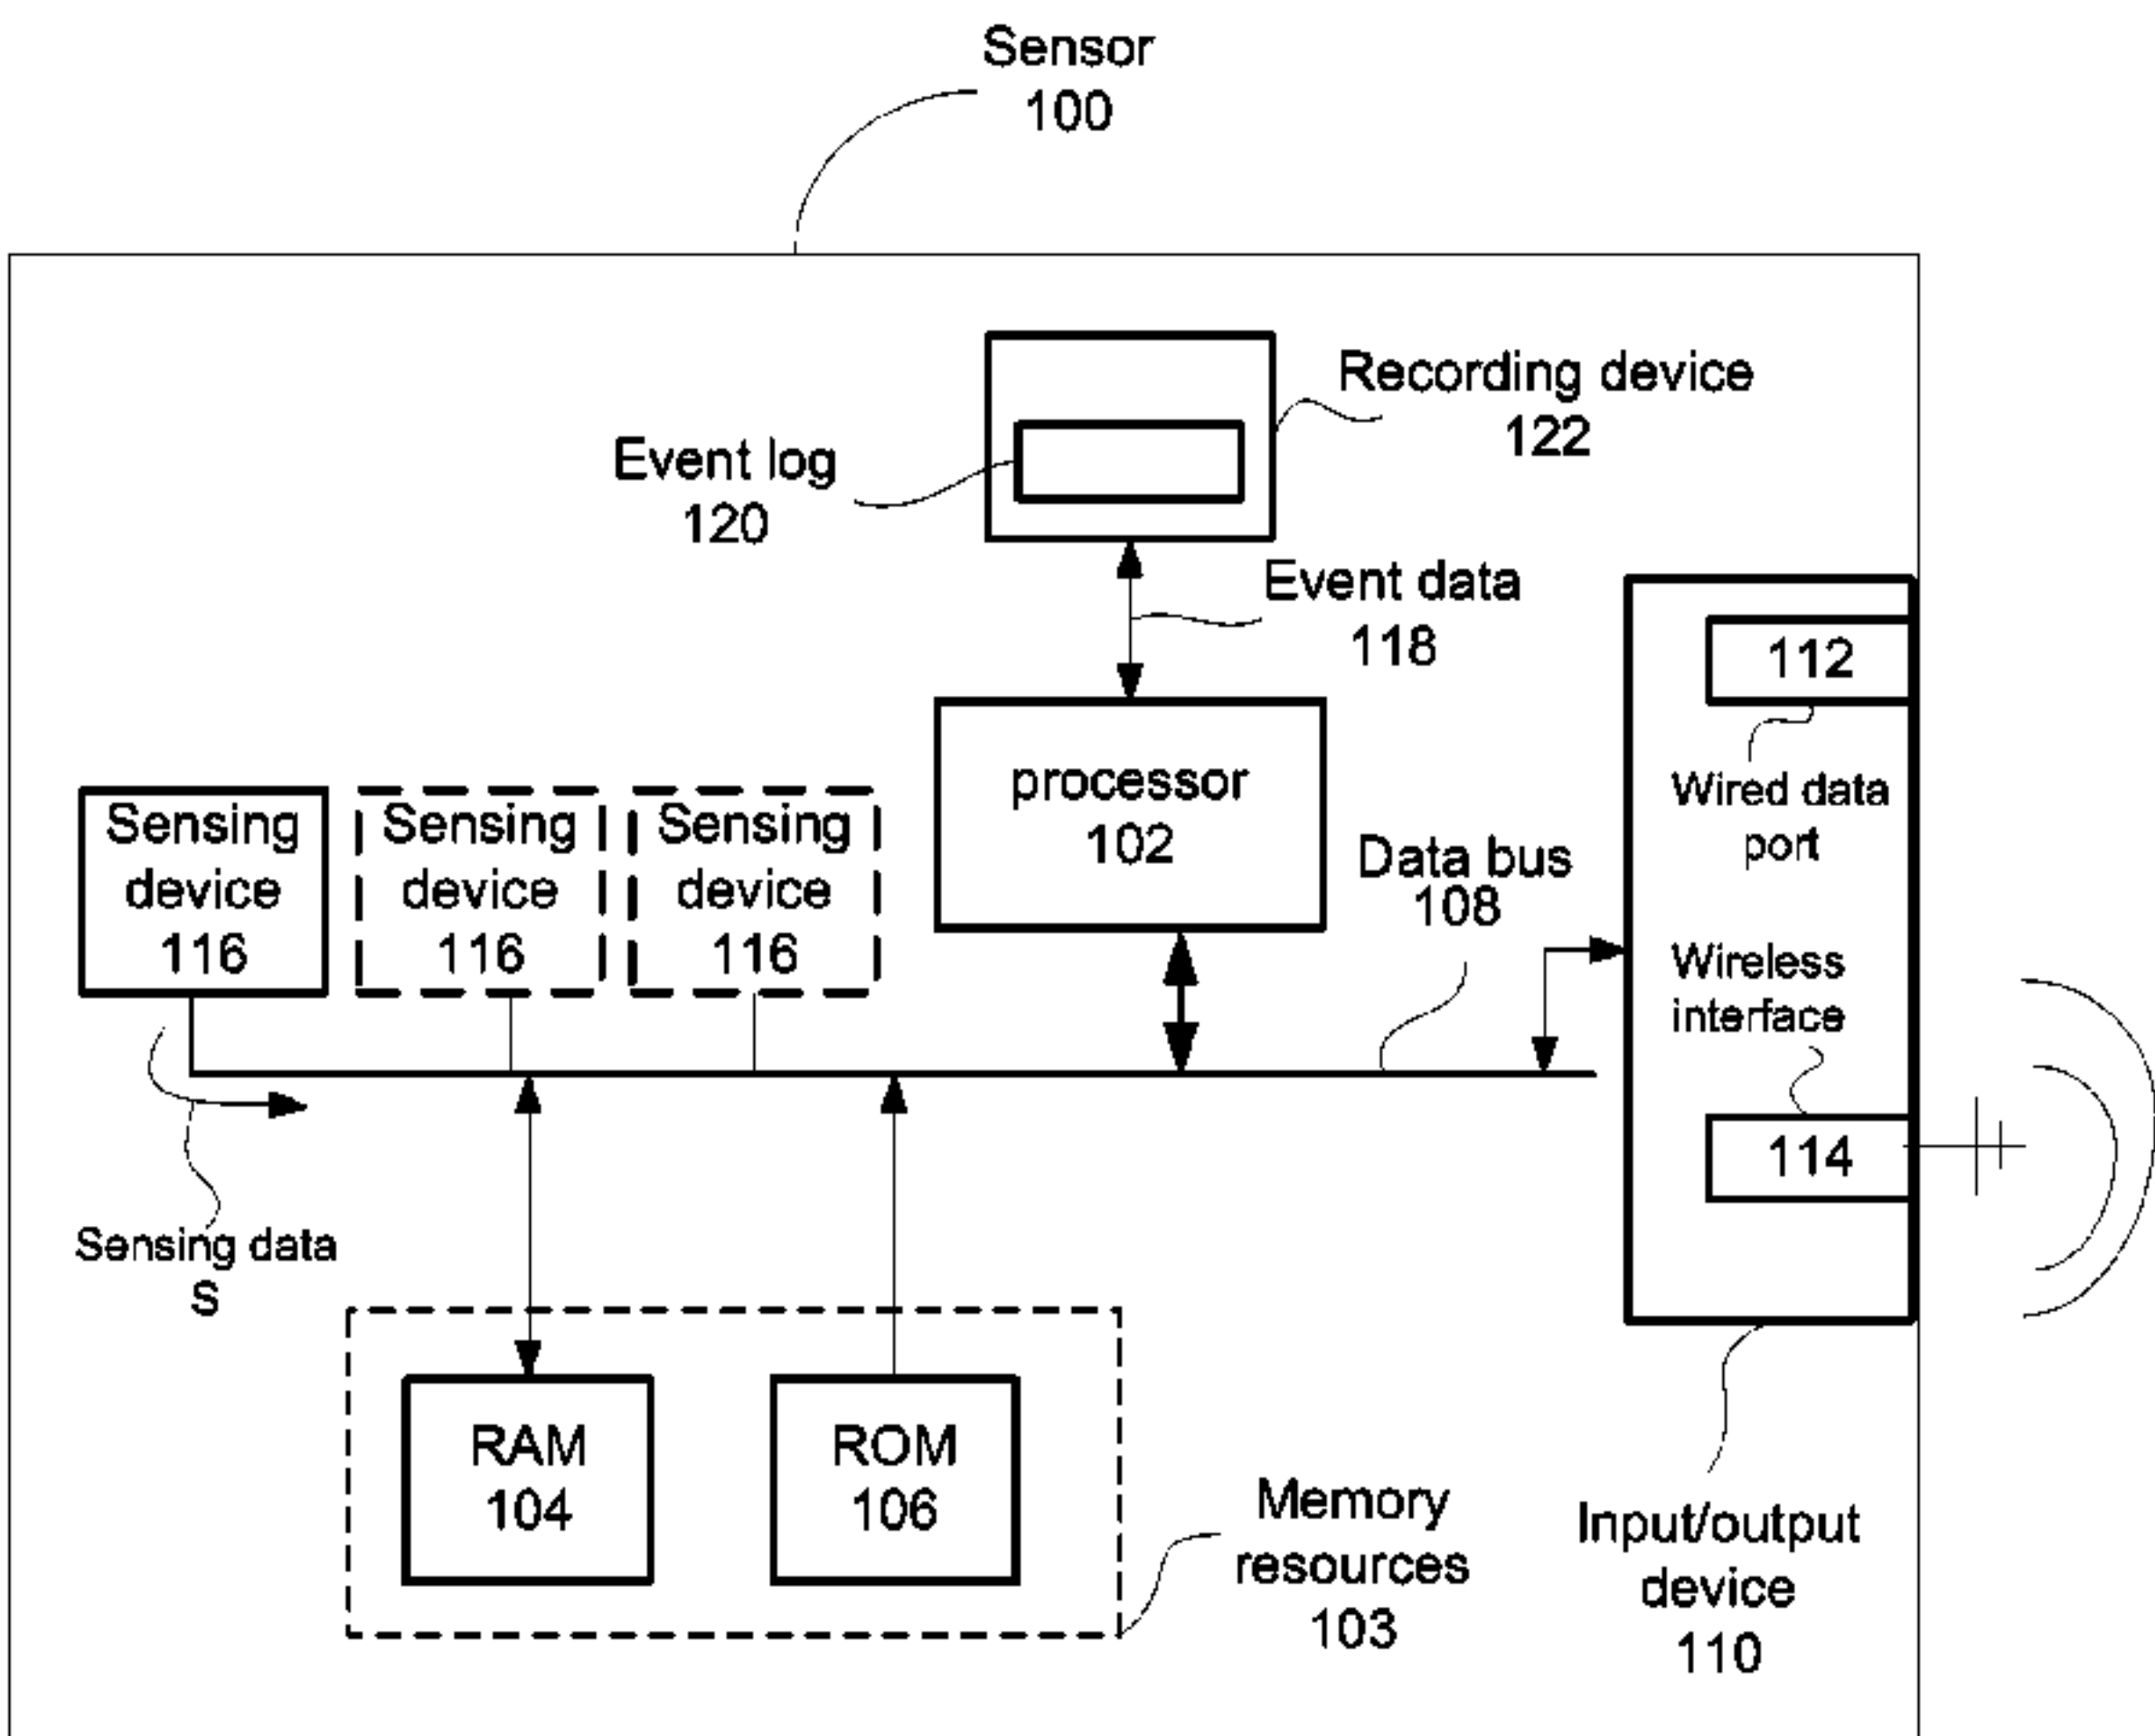 Sensor
100
Recording device
122
Event log
120
Event data
118
112
Wired data
port
processor
102
Sensing
device
116
Sensing
device
116
Sensing
device
116
Data bus
108
Wireless
interface
114
Sensing data
S
RAM
104
ROM
106
Memory
resources
103
Input/output
device
110